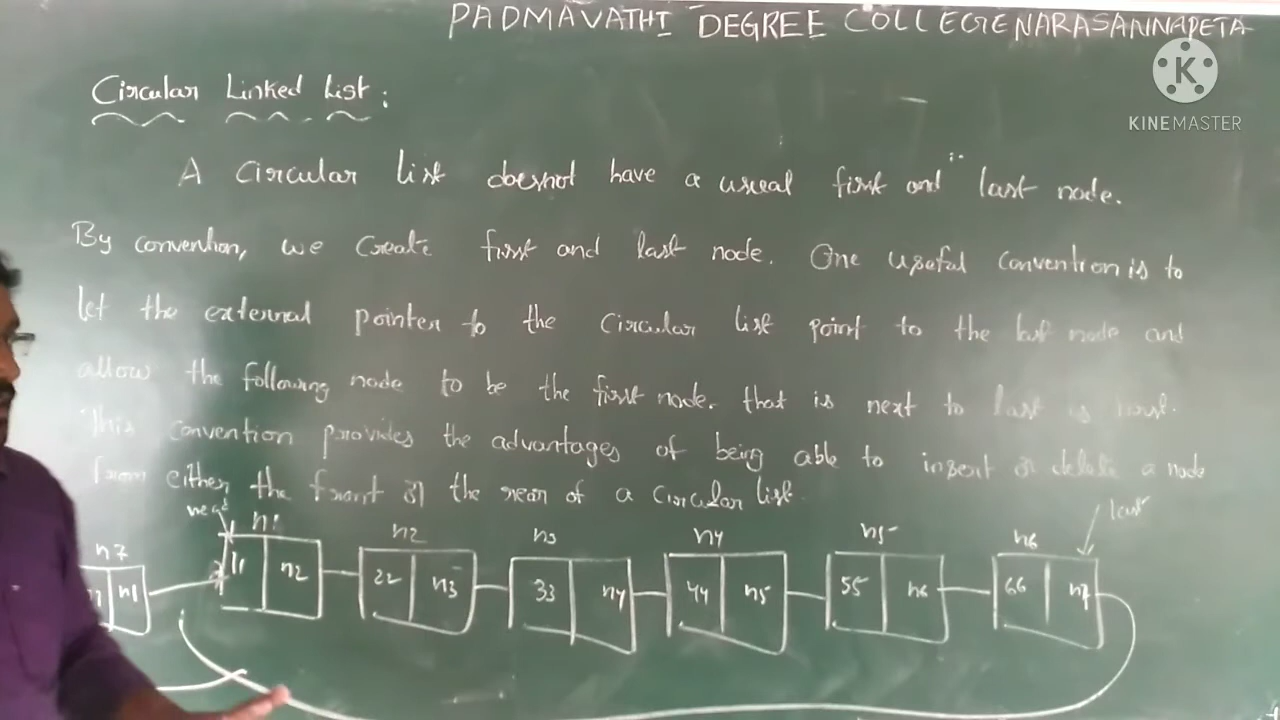 PADMAVATHI DEGREE COLLEGE NARASANNAPETA
KINEMASTER
Circular Linked List:
A circular list doesnot have a usual first and last node.
By convention, we create first and last node. One useful convention is to
let the external pointer to the circular list point to the last node and
allow the following node to be the first node. that is next to last is
This convention provides the advantages of being able to insert or delete a node
from either the front or the rear of a circular list.
last
n7 n1 n2 n3 n4 n5 n6
n1 11 n2 22 n3 33 n4 44 n5 55 n6 66 n7